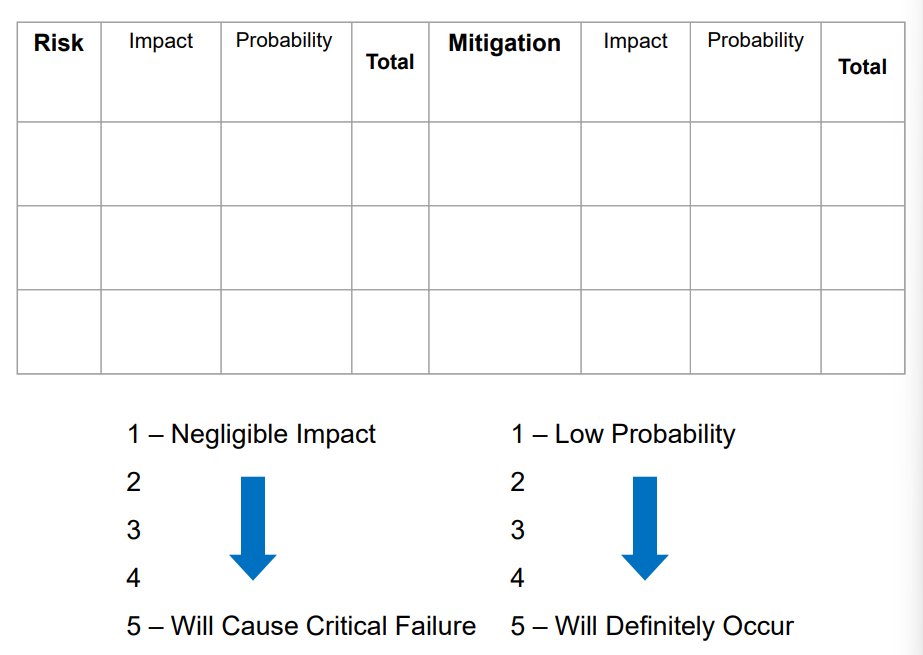 Risk Impact Probability Total Mitigation Impact Probability Total
1 – Negligible Impact
2
3
4
5 – Will Cause Critical Failure
1 – Low Probability
2
3
4
5 – Will Definitely Occur